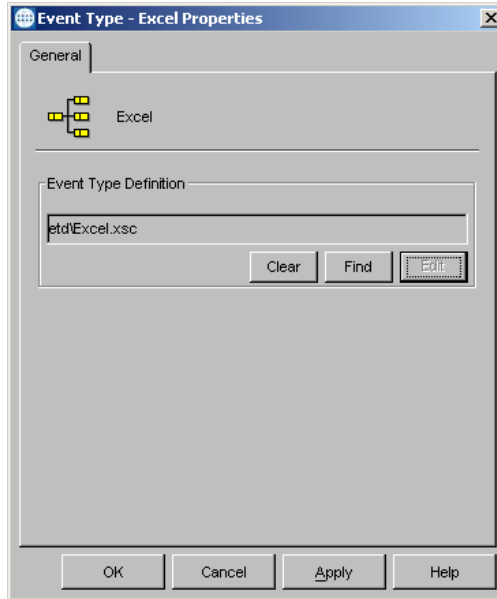 Event Type - Excel Properties
General
Excel
Event Type Definition
etd\Excel.xsc
Clear Find Edit
OK Cancel Apply Help